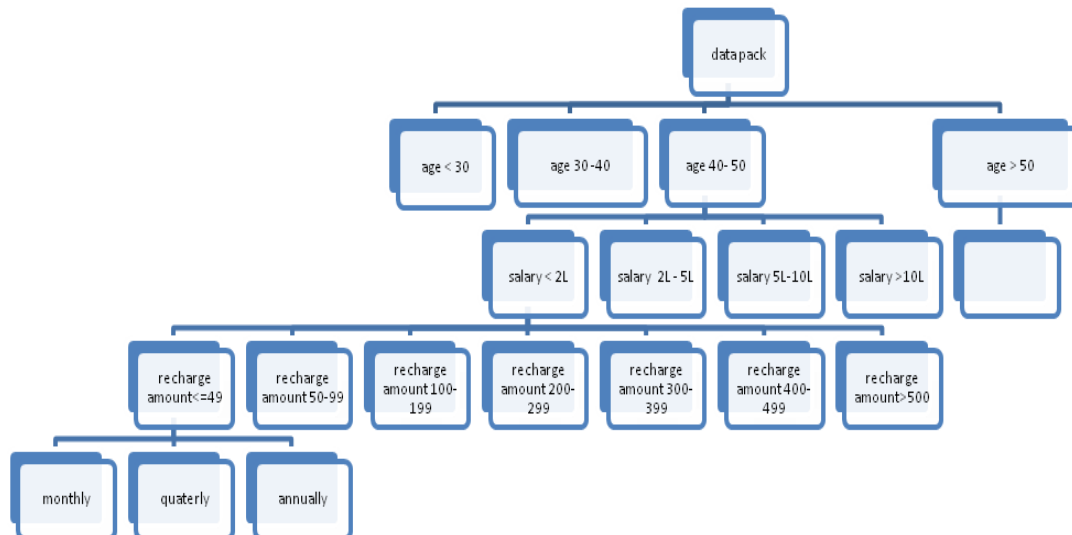 data pack
age < 30
age 30-40
age 40- 50
age > 50
salary < 2L
salary 2L - 5L
salary 5L-10L
salary >10L
recharge
amount<=49
recharge
amount 50-99
recharge
amount 100-
199
recharge
amount 200-
299
recharge
amount 300-
399
recharge
amount 400-
499
recharge
amount>500
monthly
quaterly
annually